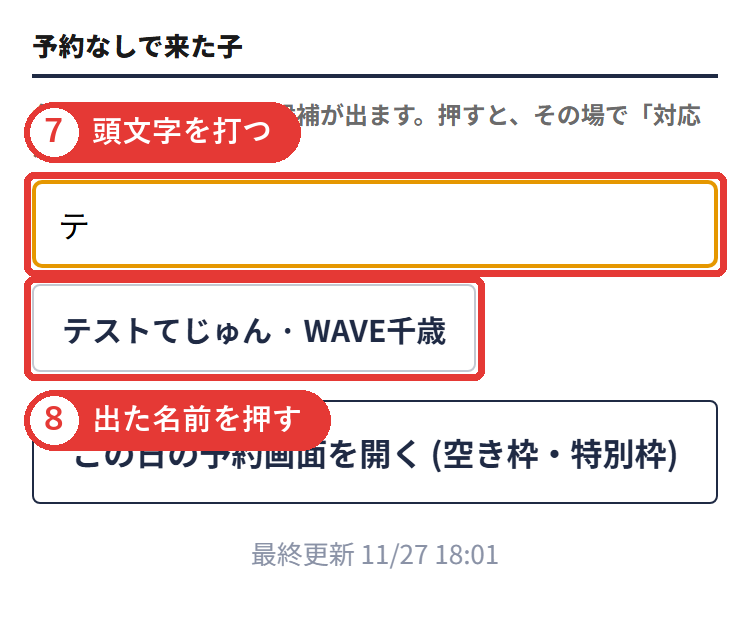 予約なしで来た子
補が出ます。押すと、その場で「対応
7 頭文字を打つ
テ
テストてじゅん・WAVE千歳
8 出た名前を押す
この日の予約画面を開く (空き枠・特別枠)
最終更新 11/27 18:01